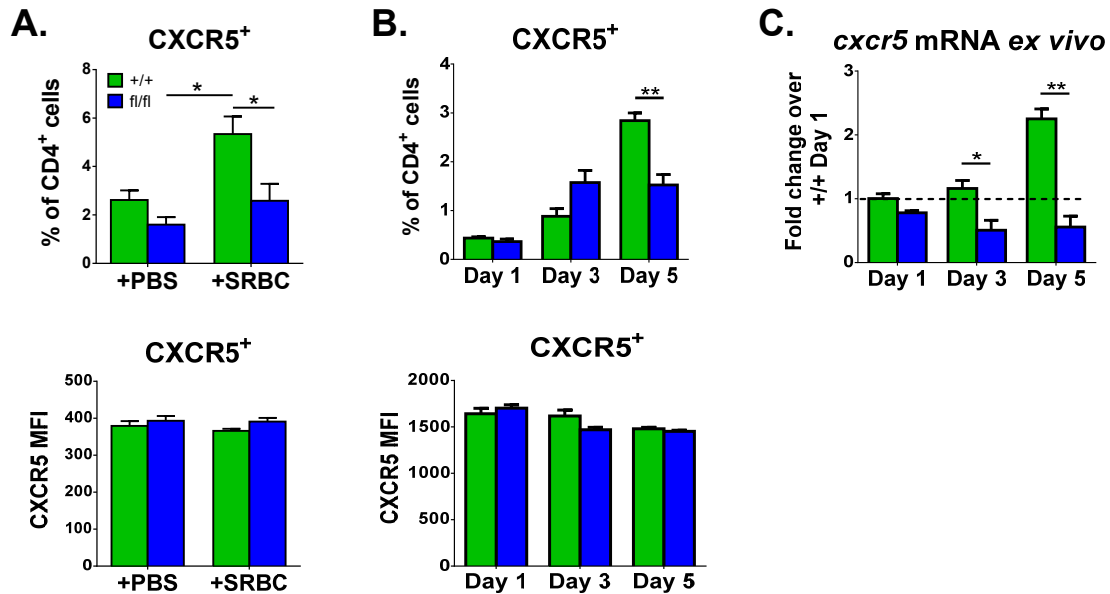 A.
CXCR5+
% of CD4+ cells
8
6
4
2
0
+/+
fl/fl
*
*
+PBS
+SRBC
B.
CXCR5+
% of CD4+ cells
4
3
2
1
0
**
Day 1
Day 3
Day 5
C.
cxcr5 mRNA ex vivo
Fold change over
+/+ Day 1
3
2
1
0
*
**
Day 1
Day 3
Day 5
CXCR5+
CXCR5 MFI
500
400
300
200
100
0
+PBS
+SRBC
CXCR5+
CXCR5 MFI
2000
1500
1000
500
0
Day 1
Day 3
Day 5